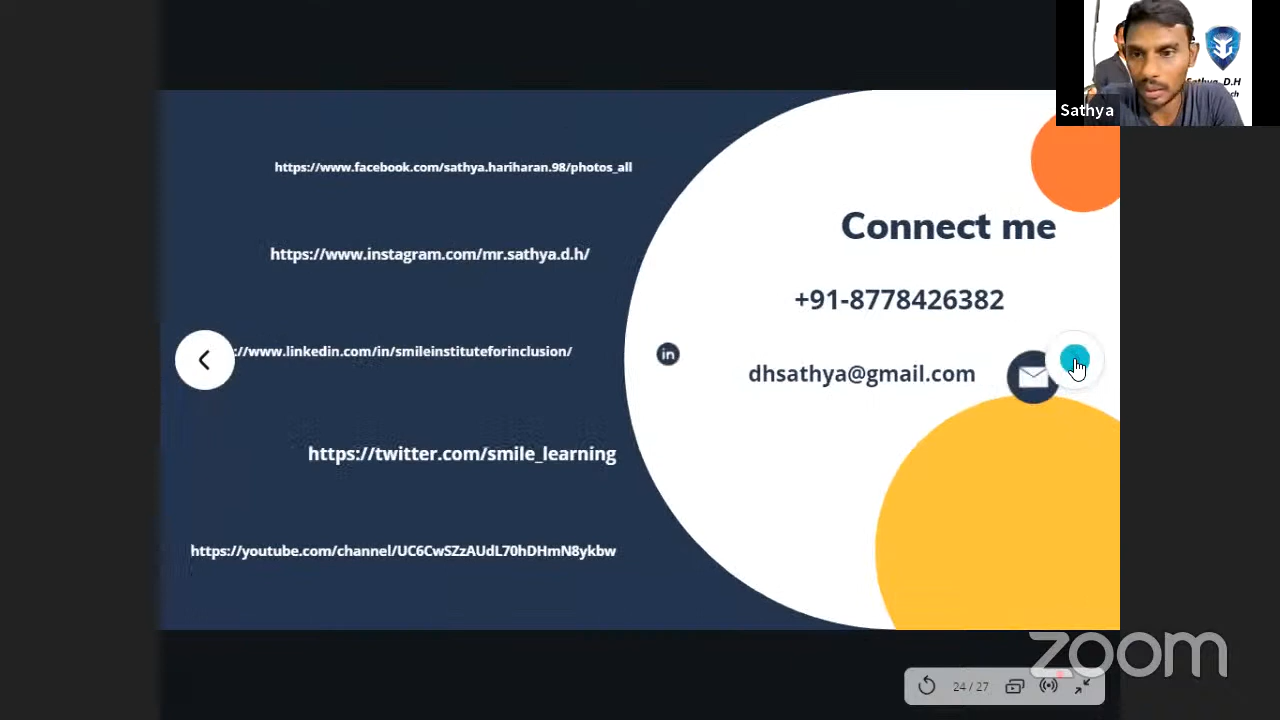 Sathya D.H
Sathya
https://www.facebook.com/sathya.hariharan.98/photos_all
https://www.instagram.com/mr.sathya.d.h/
://www.linkedin.com/in/smileinstituteforinclusion/
https://twitter.com/smile_learning
https://youtube.com/channel/UC6CwSZzAUdL70hDHmN8ykbw
Connect me
+91-8778426382
in
dhsathya@gmail.com
zoom
24 / 27